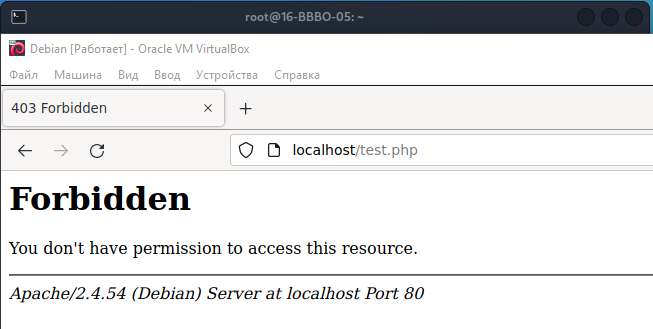 root@16-BBBO-05: ~
Debian [Работает] - Oracle VM VirtualBox
Файл Машина Вид Ввод Устройства Справка
403 Forbidden
localhost/test.php
Forbidden
You don't have permission to access this resource.
Apache/2.4.54 (Debian) Server at localhost Port 80